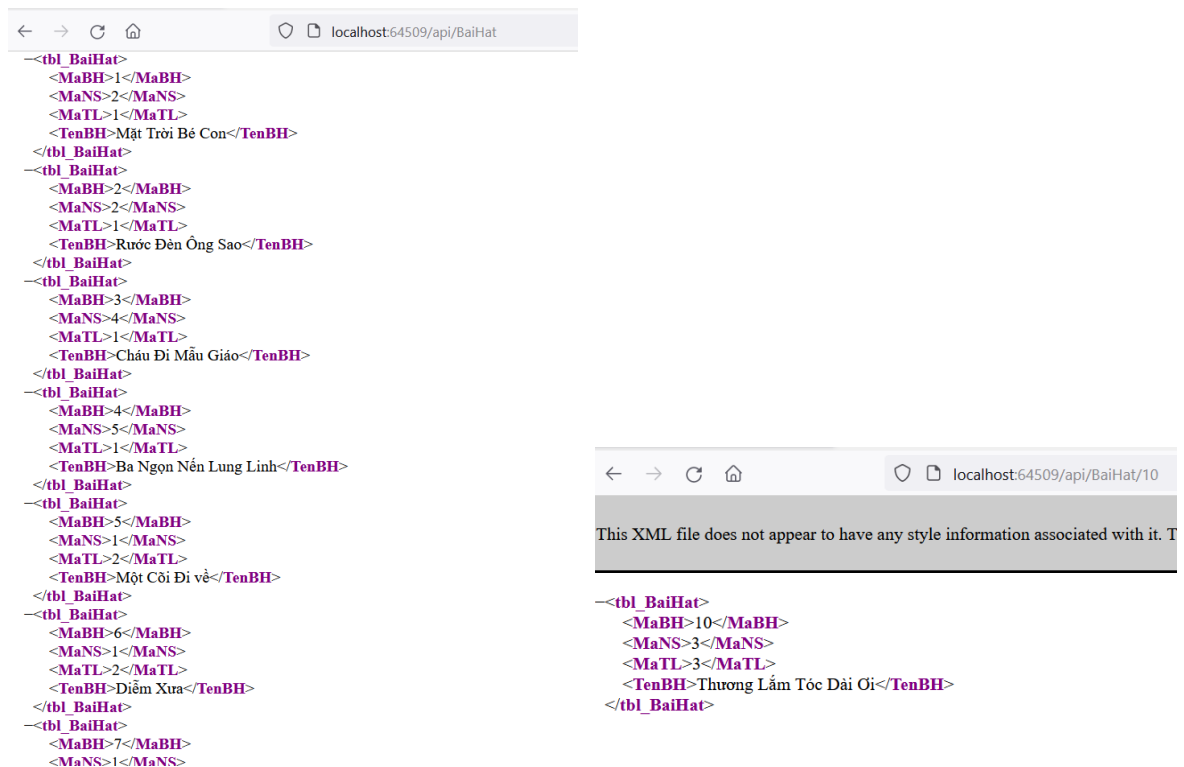 localhost:64509/api/BaiHat
−<tbl_BaiHat>
<MaBH>1</MaBH>
<MaNS>2</MaNS>
<MaTL>1</MaTL>
<TenBH>Mặt Trời Bé Con</TenBH>
</tbl_BaiHat>
−<tbl_BaiHat>
<MaBH>2</MaBH>
<MaNS>2</MaNS>
<MaTL>1</MaTL>
<TenBH>Rước Đèn Ông Sao</TenBH>
</tbl_BaiHat>
−<tbl_BaiHat>
<MaBH>3</MaBH>
<MaNS>4</MaNS>
<MaTL>1</MaTL>
<TenBH>Cháu Đi Mẫu Giáo</TenBH>
</tbl_BaiHat>
−<tbl_BaiHat>
<MaBH>4</MaBH>
<MaNS>5</MaNS>
<MaTL>1</MaTL>
<TenBH>Ba Ngọn Nến Lung Linh</TenBH>
</tbl_BaiHat>
−<tbl_BaiHat>
<MaBH>5</MaBH>
<MaNS>1</MaNS>
<MaTL>2</MaTL>
<TenBH>Một Cõi Đi về</TenBH>
</tbl_BaiHat>
−<tbl_BaiHat>
<MaBH>6</MaBH>
<MaNS>1</MaNS>
<MaTL>2</MaTL>
<TenBH>Diễm Xưa</TenBH>
</tbl_BaiHat>
−<tbl_BaiHat>
<MaBH>7</MaBH>
<MaNS>1</MaNS>
localhost:64509/api/BaiHat/10
This XML file does not appear to have any style information associated with it. T
−<tbl_BaiHat>
<MaBH>10</MaBH>
<MaNS>3</MaNS>
<MaTL>3</MaTL>
<TenBH>Thương Lắm Tóc Dài Ơi</TenBH>
</tbl_BaiHat>